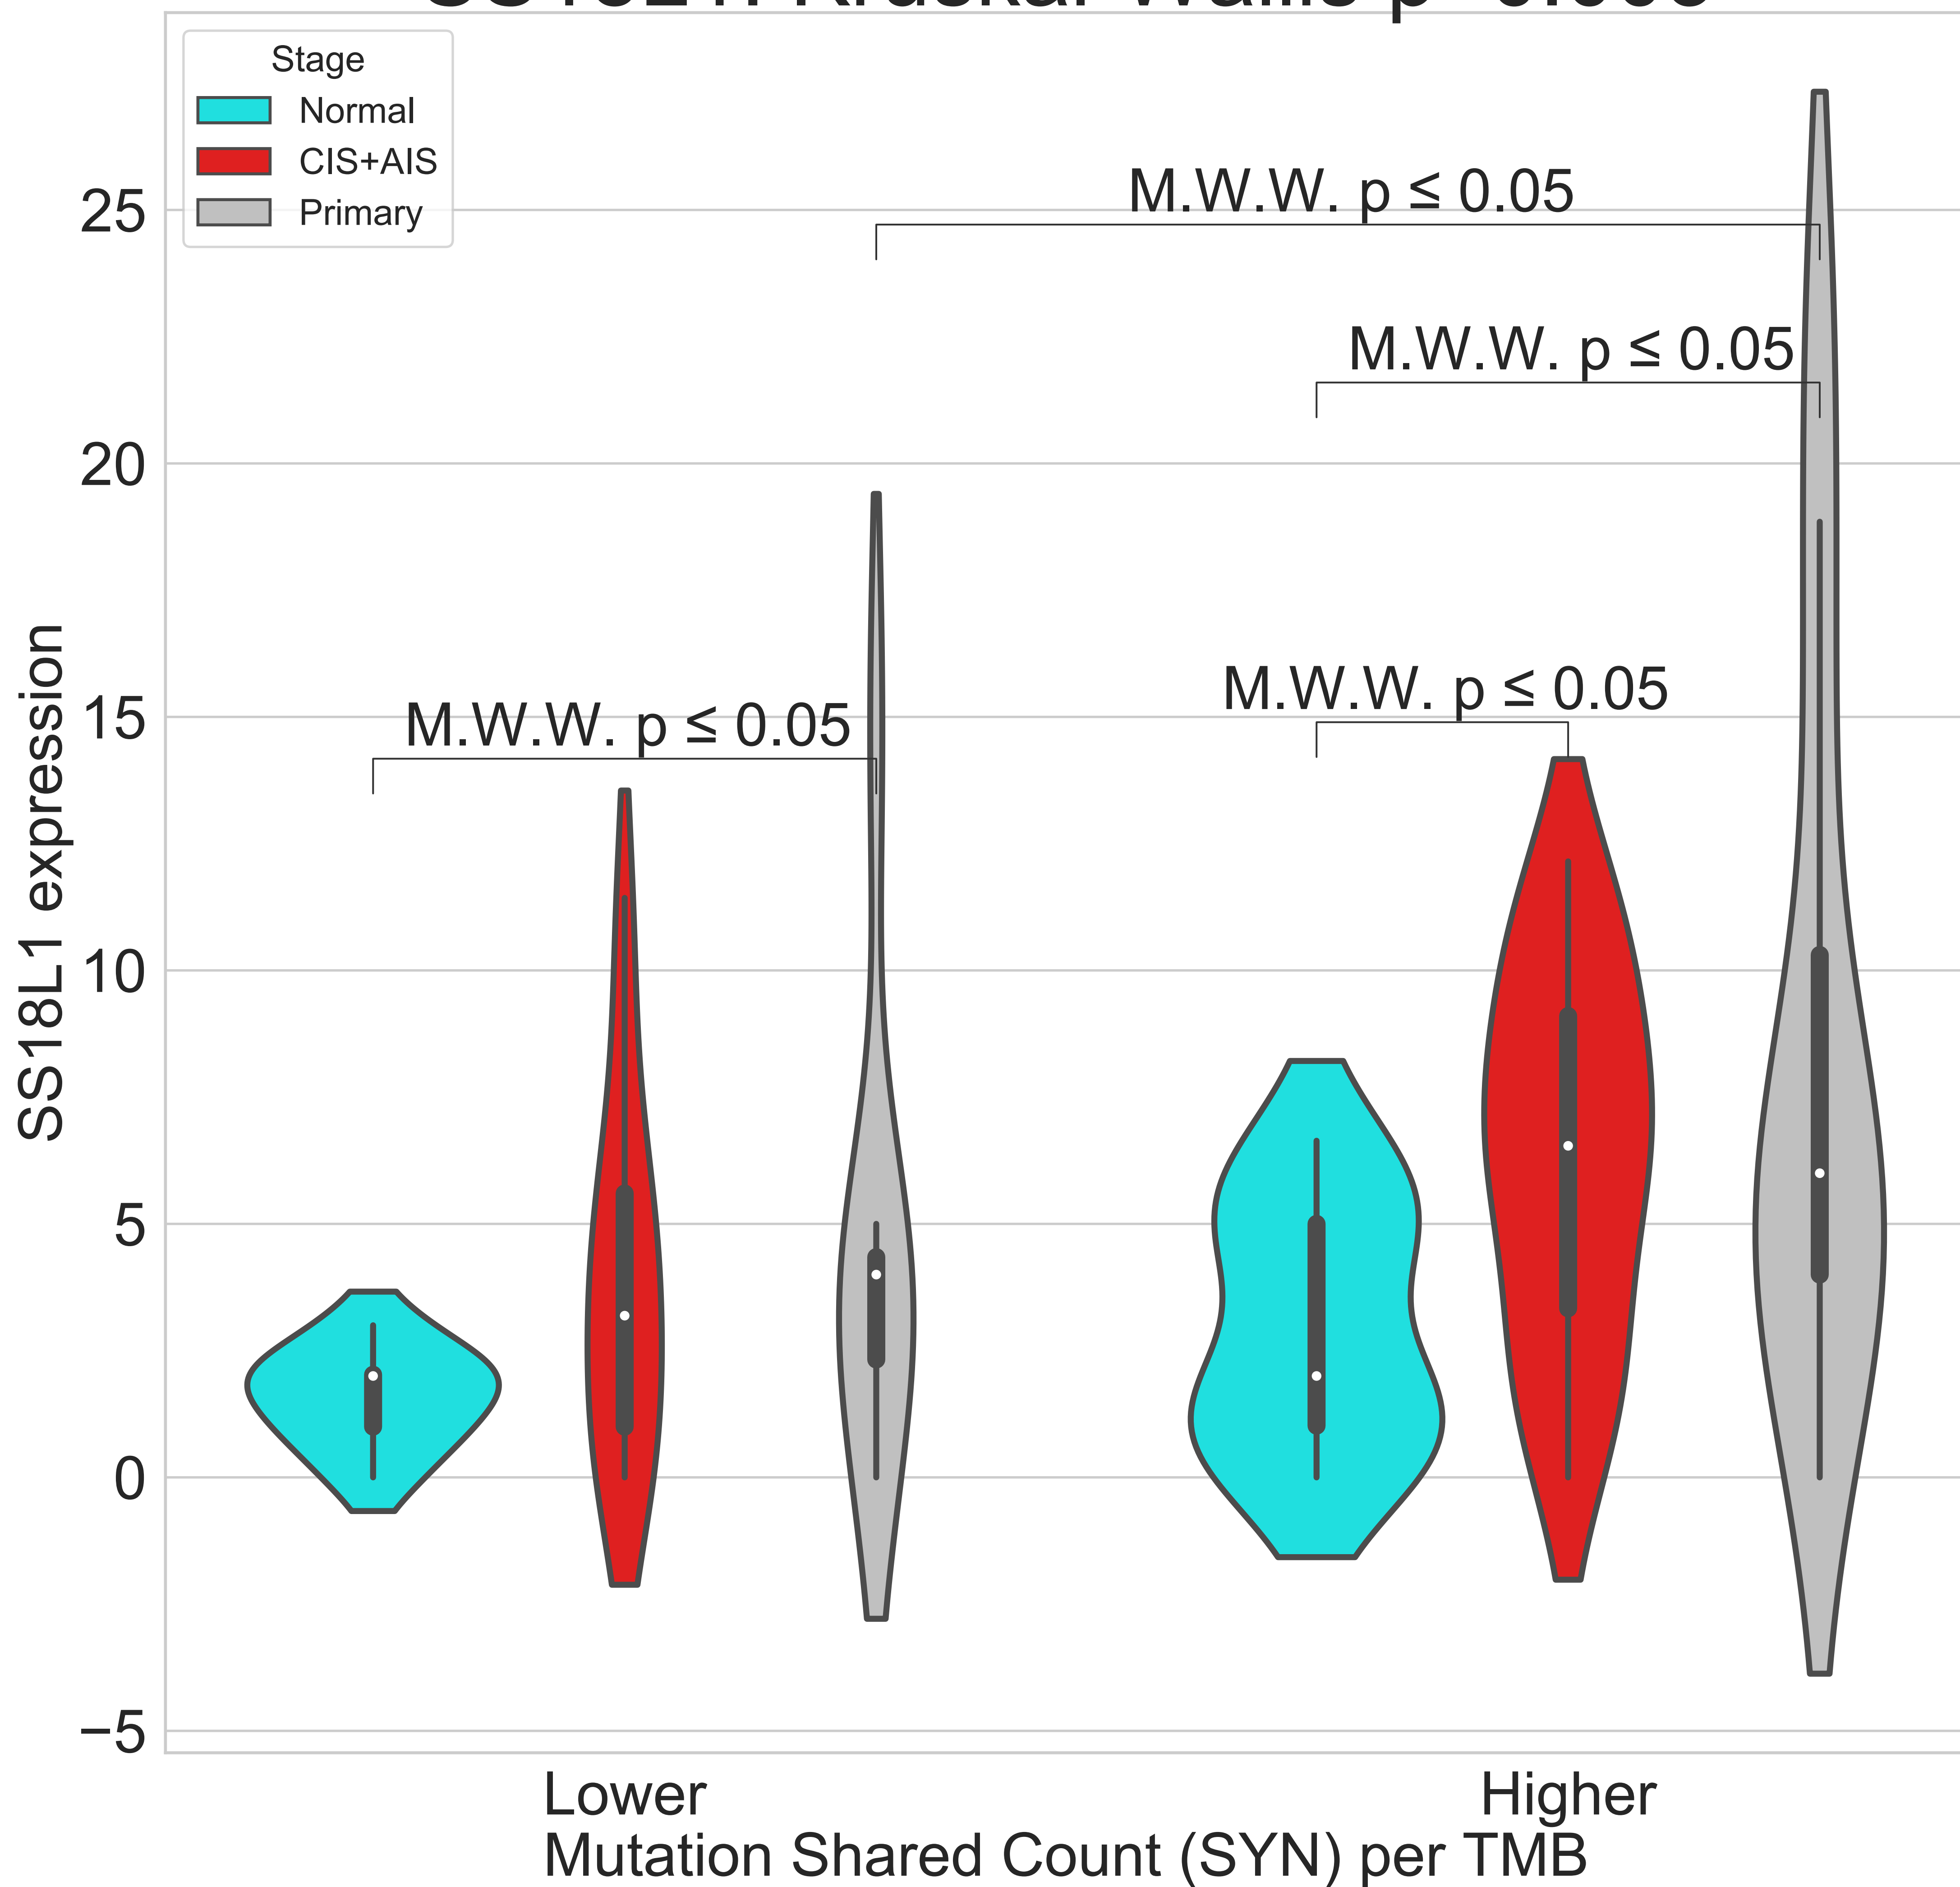 Stage
Normal
CIS+AIS
Primary
M.W.W. p ≤ 0.05
M.W.W. p ≤ 0.05
M.W.W. p ≤ 0.05
M.W.W. p ≤ 0.05
25
20
15
10
5
0
−5
SS18L1 expression
Lower
Higher
Mutation Shared Count (SYN) per TMB